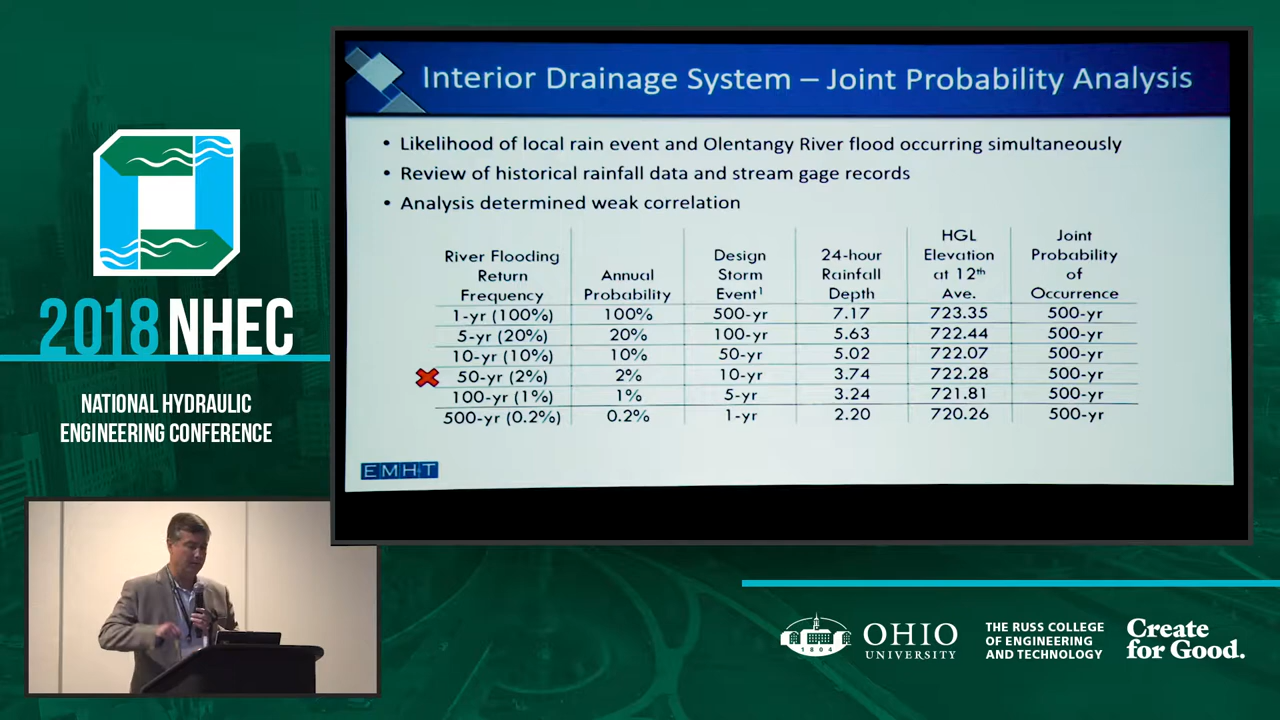 2018 NHEC
NATIONAL HYDRAULIC
ENGINEERING CONFERENCE
Interior Drainage System – Joint Probability Analysis
• Likelihood of local rain event and Olentangy River flood occurring simultaneously
• Review of historical rainfall data and stream gage records
• Analysis determined weak correlation
River Flooding Return Frequency | Annual Probability | Design Storm Event¹ | 24-hour Rainfall Depth | HGL Elevation at 12th Ave. | Joint Probability of Occurrence
1-yr (100%) 100% 500-yr 7.17 723.35 500-yr
5-yr (20%) 20% 100-yr 5.63 722.44 500-yr
10-yr (10%) 10% 50-yr 5.02 722.07 500-yr
50-yr (2%) 2% 10-yr 3.74 722.28 500-yr
100-yr (1%) 1% 5-yr 3.24 721.81 500-yr
500-yr (0.2%) 0.2% 1-yr 2.20 720.26 500-yr
EMH+T
1804
OHIO
UNIVERSITY
THE RUSS COLLEGE
OF ENGINEERING
AND TECHNOLOGY
Create
for Good.